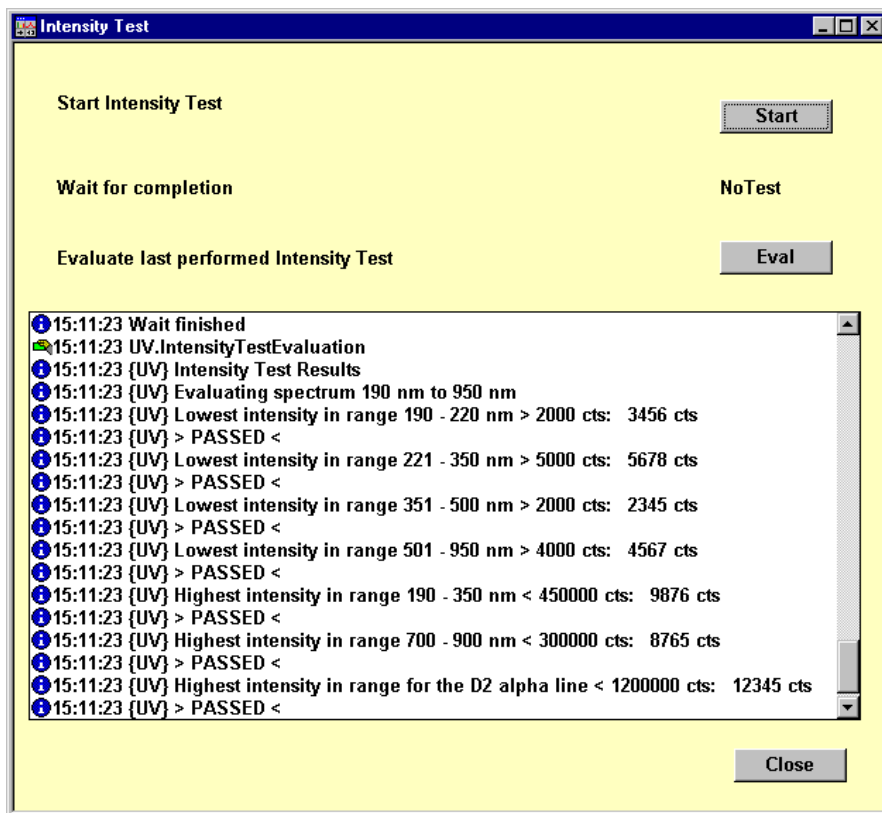 Intensity Test
Start Intensity Test
Start
Wait for completion
NoTest
Evaluate last performed Intensity Test
Eval
15:11:23 Wait finished
15:11:23 UV.IntensityTestEvaluation
15:11:23 {UV} Intensity Test Results
15:11:23 {UV} Evaluating spectrum 190 nm to 950 nm
15:11:23 {UV} Lowest intensity in range 190 - 220 nm > 2000 cts: 3456 cts
15:11:23 {UV} > PASSED <
15:11:23 {UV} Lowest intensity in range 221 - 350 nm > 5000 cts: 5678 cts
15:11:23 {UV} > PASSED <
15:11:23 {UV} Lowest intensity in range 351 - 500 nm > 2000 cts: 2345 cts
15:11:23 {UV} > PASSED <
15:11:23 {UV} Lowest intensity in range 501 - 950 nm > 4000 cts: 4567 cts
15:11:23 {UV} > PASSED <
15:11:23 {UV} Highest intensity in range 190 - 350 nm < 450000 cts: 9876 cts
15:11:23 {UV} > PASSED <
15:11:23 {UV} Highest intensity in range 700 - 900 nm < 300000 cts: 8765 cts
15:11:23 {UV} > PASSED <
15:11:23 {UV} Highest intensity in range for the D2 alpha line < 1200000 cts: 12345 cts
15:11:23 {UV} > PASSED <
Close